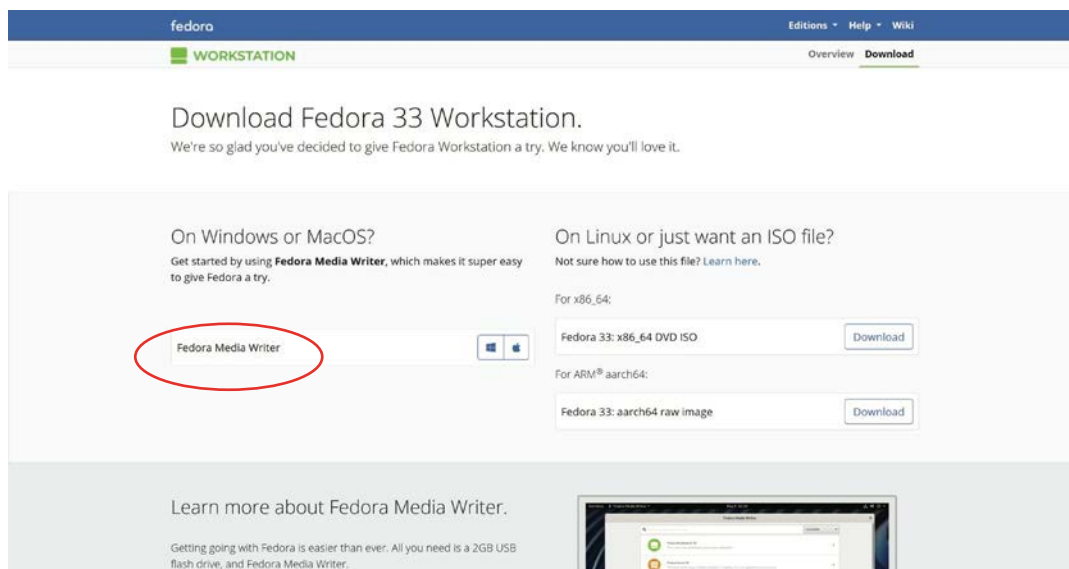 fedora
Editions Help Wiki
WORKSTATION
Overview Download
Download Fedora 33 Workstation.
We're so glad you've decided to give Fedora Workstation a try. We know you'll love it.
On Windows or MacOS?
Get started by using Fedora Media Writer, which makes it super easy
to give Fedora a try.
Fedora Media Writer
On Linux or just want an ISO file?
Not sure how to use this file? Learn here.
For x86_64:
Fedora 33: x86_64 DVD ISO Download
For ARM® aarch64:
Fedora 33: aarch64 raw image Download
Learn more about Fedora Media Writer.
Getting going with Fedora is easier than ever. All you need is a 2GB USB
flash drive, and Fedora Media Writer.
Fedora Media Writer